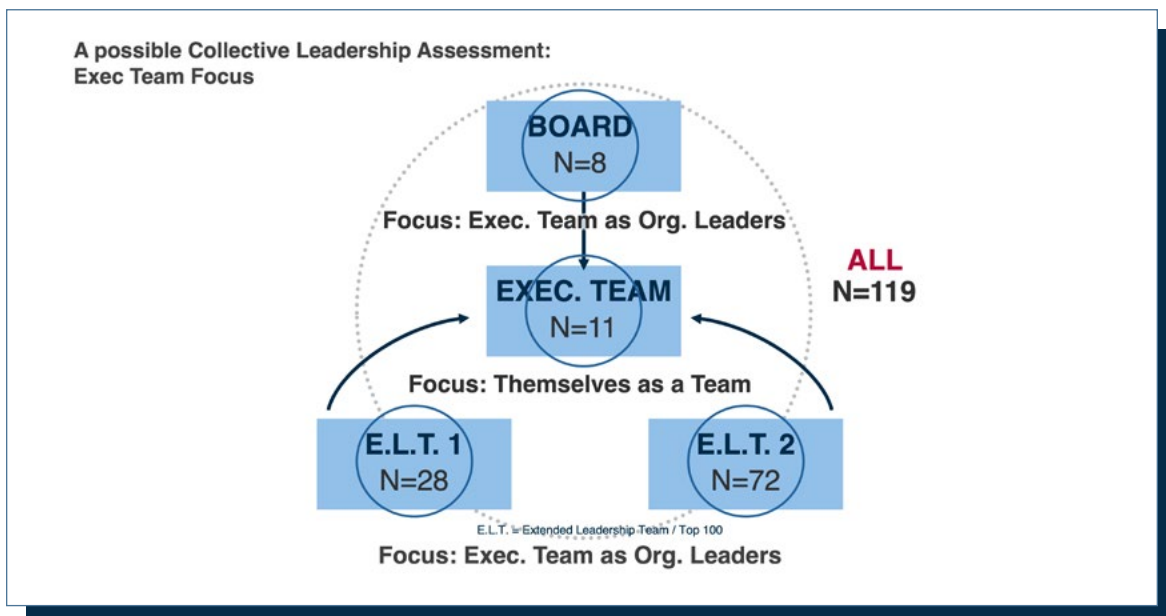 A possible Collective Leadership Assessment:
Exec Team Focus
BOARD
N=8
Focus: Exec. Team as Org. Leaders
ALL
N=119
EXEC. TEAM
N=11
Focus: Themselves as a Team
E.L.T. 1
N=28
E.L.T. 2
N=72
E.L.T. = Extended Leadership Team / Top 100
Focus: Exec. Team as Org. Leaders